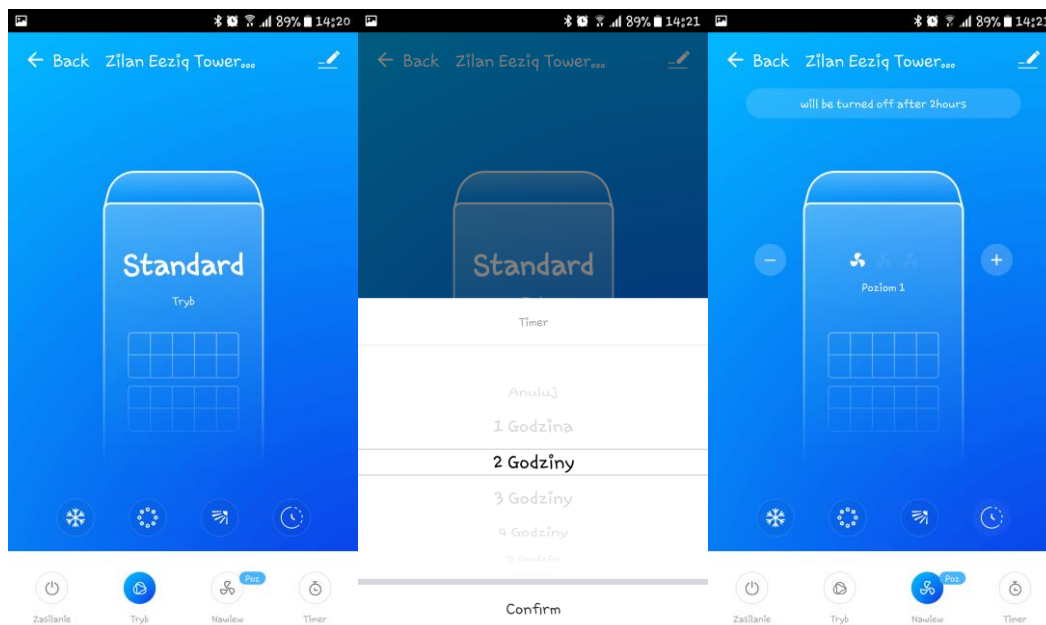 89% 14:20
← Back Zilan Eeziq Tower...
Standard
Tryb
Poz
Zasilanie Tryb Nawiew Timer
89% 14:21
← Back Zilan Eeziq Tower...
Standard
Timer
Anuluj
1 Godzina
2 Godziny
3 Godziny
4 Godziny
Confirm
89% 14:21
← Back Zilan Eeziq Tower...
will be turned off after 2hours
Poziom 1
Poz
Zasilanie Tryb Nawiew Timer